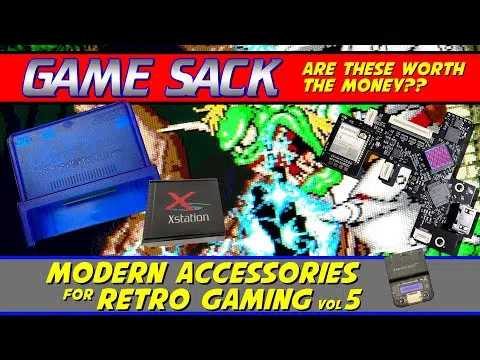 GAME SACK
ARE THESE WORTH
THE MONEY??
X
Xstation
MODERN ACCESSORIES
FOR RETRO GAMING VOL 5